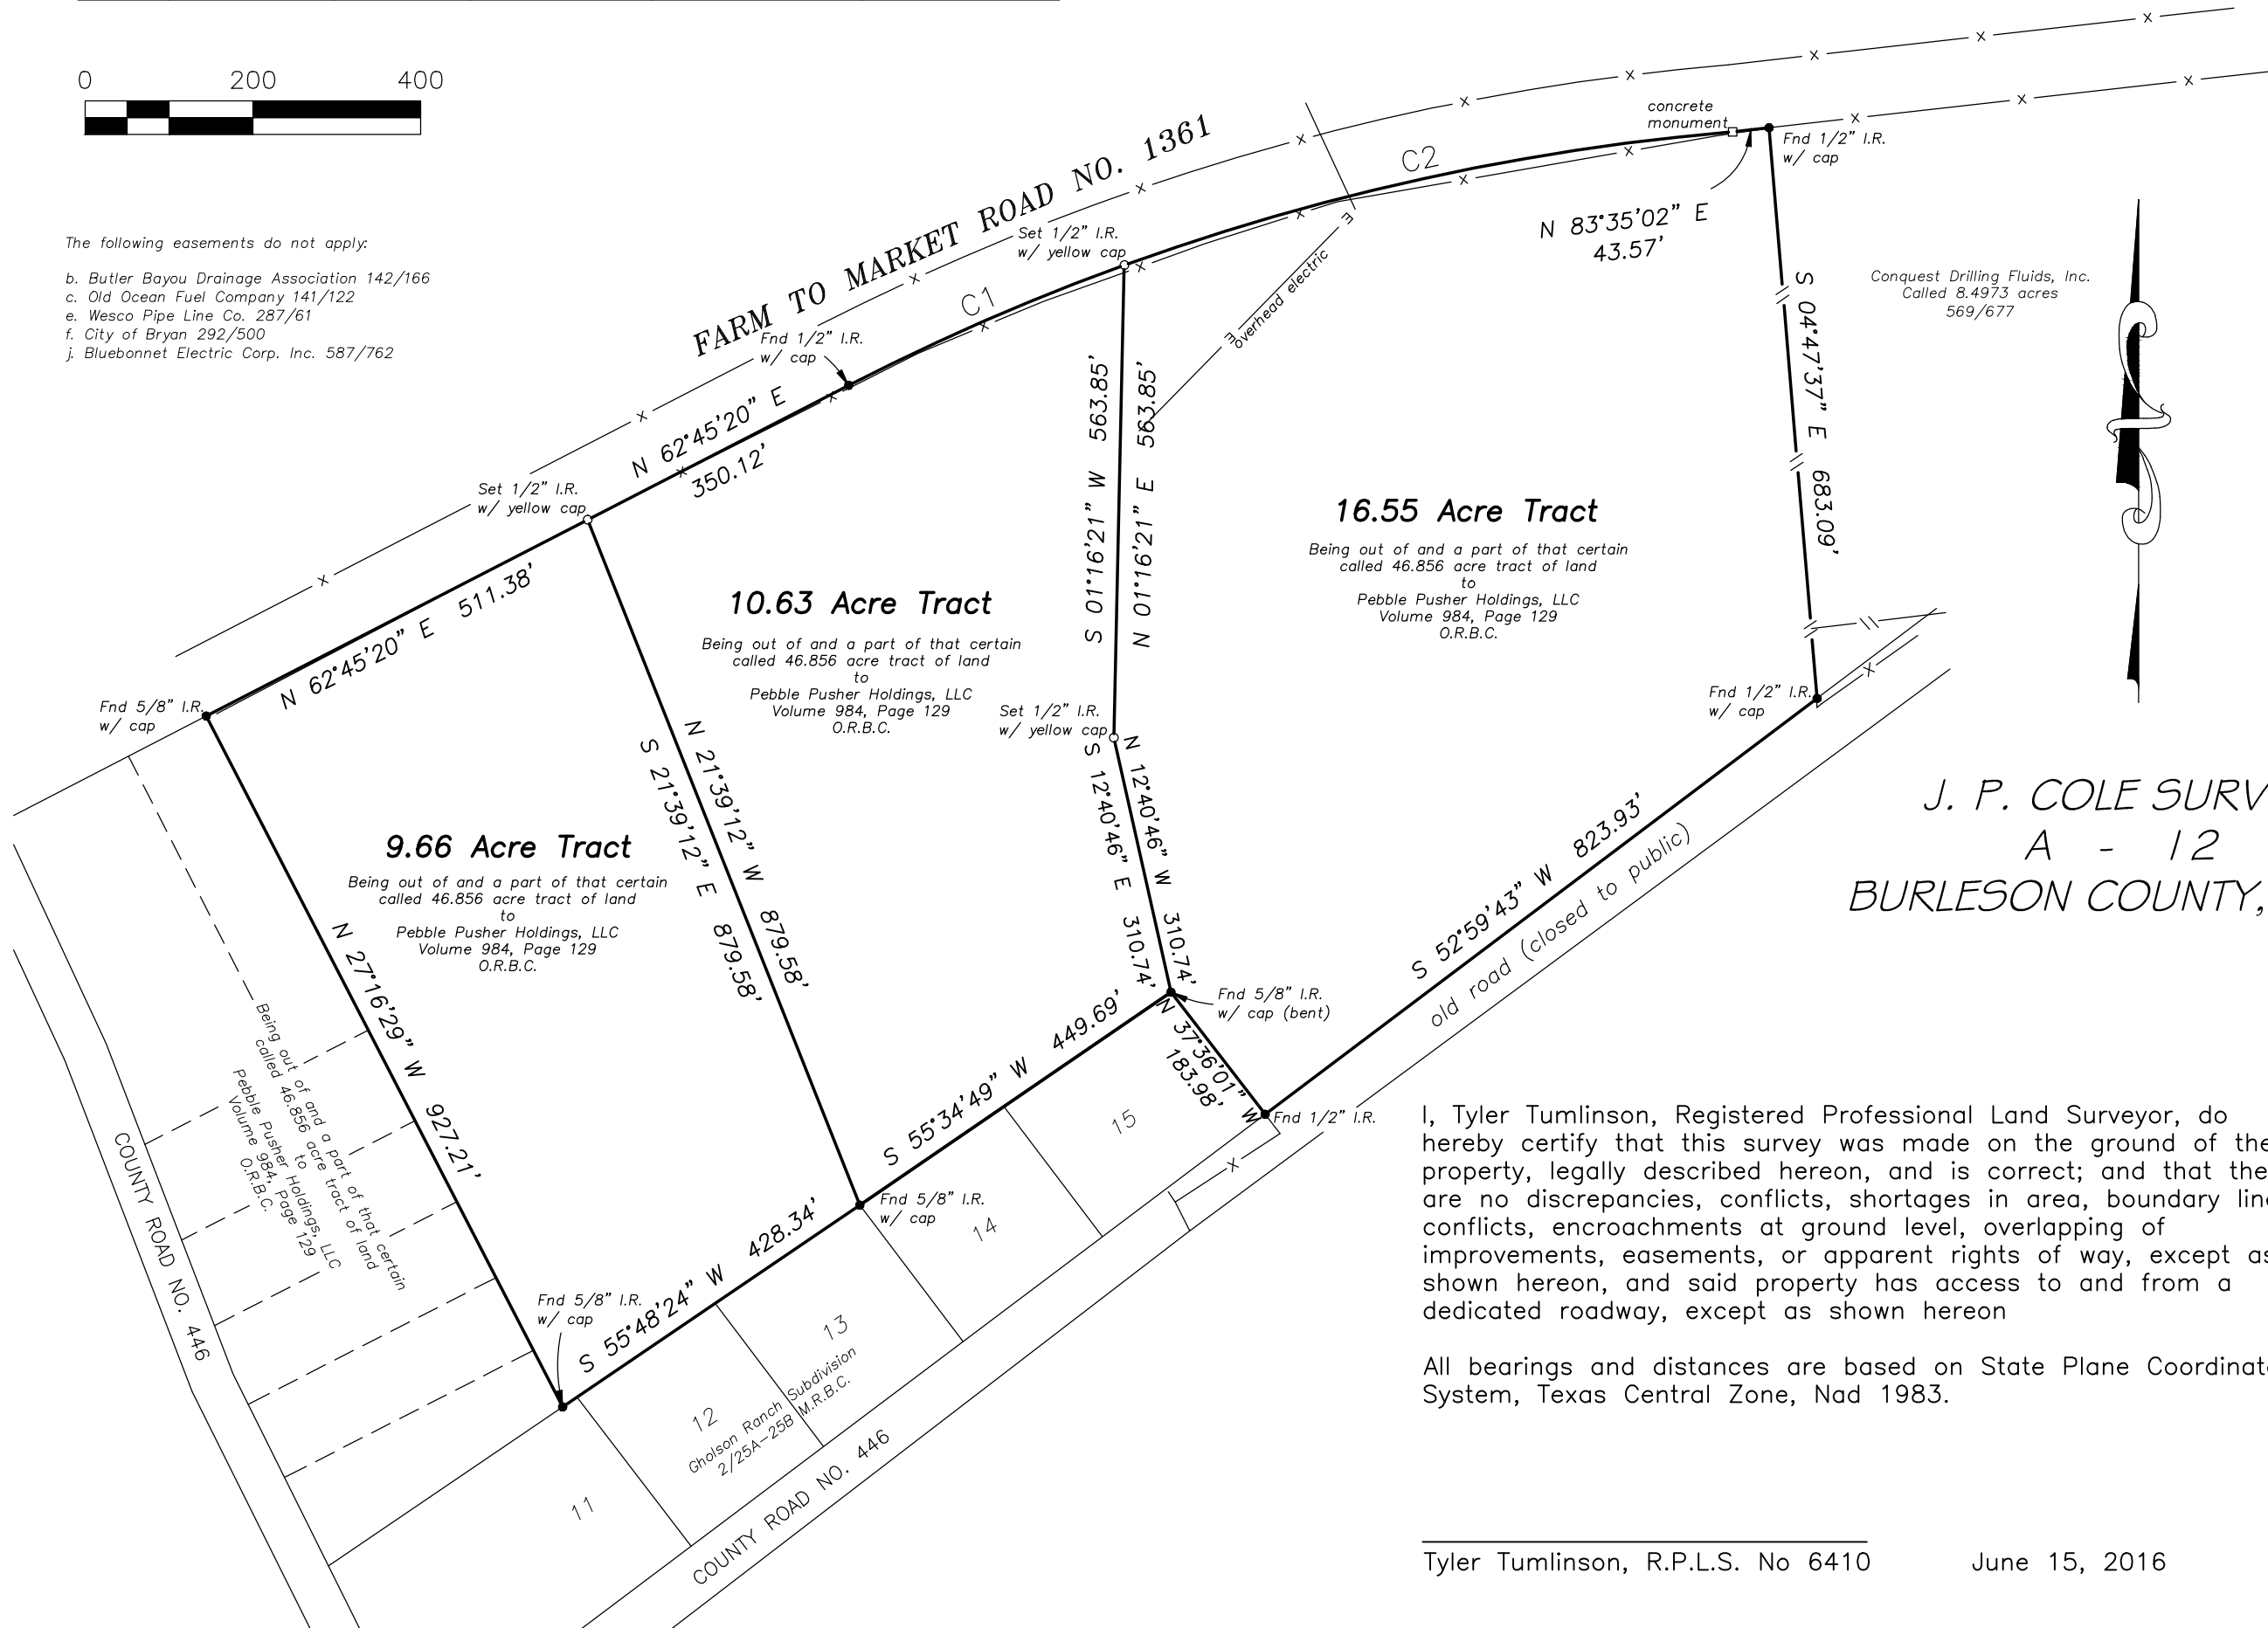 0 200 400
The following easements do not apply:
b. Butler Bayou Drainage Association 142/166
c. Old Ocean Fuel Company 141/122
e. Wesco Pipe Line Co. 287/61
f. City of Bryan 292/500
j. Bluebonnet Electric Corp. Inc. 587/762
FARM TO MARKET ROAD NO. 1361
C1
C2
concrete
monument
Fnd 1/2" I.R.
w/ cap
N 83°35'02" E
43.57'
Set 1/2" I.R.
w/ yellow cap
overhead electric
E
E
Fnd 1/2" I.R.
w/ cap
N 62°45'20" E
350.12'
Set 1/2" I.R.
w/ yellow cap
N 62°45'20" E 511.38'
Fnd 5/8" I.R.
w/ cap
S 01°16'21" W 563.85'
N 01°16'21" E 563.85'
S 04°47'37" E 683.09'
Conquest Drilling Fluids, Inc.
Called 8.4973 acres
569/677
16.55 Acre Tract
Being out of and a part of that certain
called 46.856 acre tract of land
to
Pebble Pusher Holdings, LLC
Volume 984, Page 129
O.R.B.C.
10.63 Acre Tract
Being out of and a part of that certain
called 46.856 acre tract of land
to
Pebble Pusher Holdings, LLC
Volume 984, Page 129
O.R.B.C.
Set 1/2" I.R.
w/ yellow cap
Fnd 1/2" I.R.
w/ cap
N 21°39'12" W 879.58'
S 21°39'12" E 879.58'
S 12°40'46" E 310.74'
N 12°40'46" W 310.74'
9.66 Acre Tract
Being out of and a part of that certain
called 46.856 acre tract of land
to
Pebble Pusher Holdings, LLC
Volume 984, Page 129
O.R.B.C.
J. P. COLE SURV
A - 12
BURLESON COUNTY,
S 52°59'43" W 823.93'
old road (closed to public)
N 27°16'29" W 927.21'
Being out of and a part of that certain
called 46.856 acre tract of land
to
Pebble Pusher Holdings, LLC
Volume 984, Page 129
O.R.B.C.
COUNTY ROAD NO. 446
Fnd 5/8" I.R.
w/ cap (bent)
N 37°36'01" W
183.98'
Fnd 1/2" I.R.
S 55°34'49" W 449.69'
15
14
Fnd 5/8" I.R.
w/ cap
S 55°48'24" W 428.34'
Fnd 5/8" I.R.
w/ cap
13
12
Gholson Ranch Subdivision
2/25A-25B M.R.B.C.
11
COUNTY ROAD NO. 446
I, Tyler Tumlinson, Registered Professional Land Surveyor, do
hereby certify that this survey was made on the ground of the
property, legally described hereon, and is correct; and that the
are no discrepancies, conflicts, shortages in area, boundary lin
conflicts, encroachments at ground level, overlapping of
improvements, easements, or apparent rights of way, except as
shown hereon, and said property has access to and from a
dedicated roadway, except as shown hereon
All bearings and distances are based on State Plane Coordinat
System, Texas Central Zone, Nad 1983.
Tyler Tumlinson, R.P.L.S. No 6410 June 15, 2016